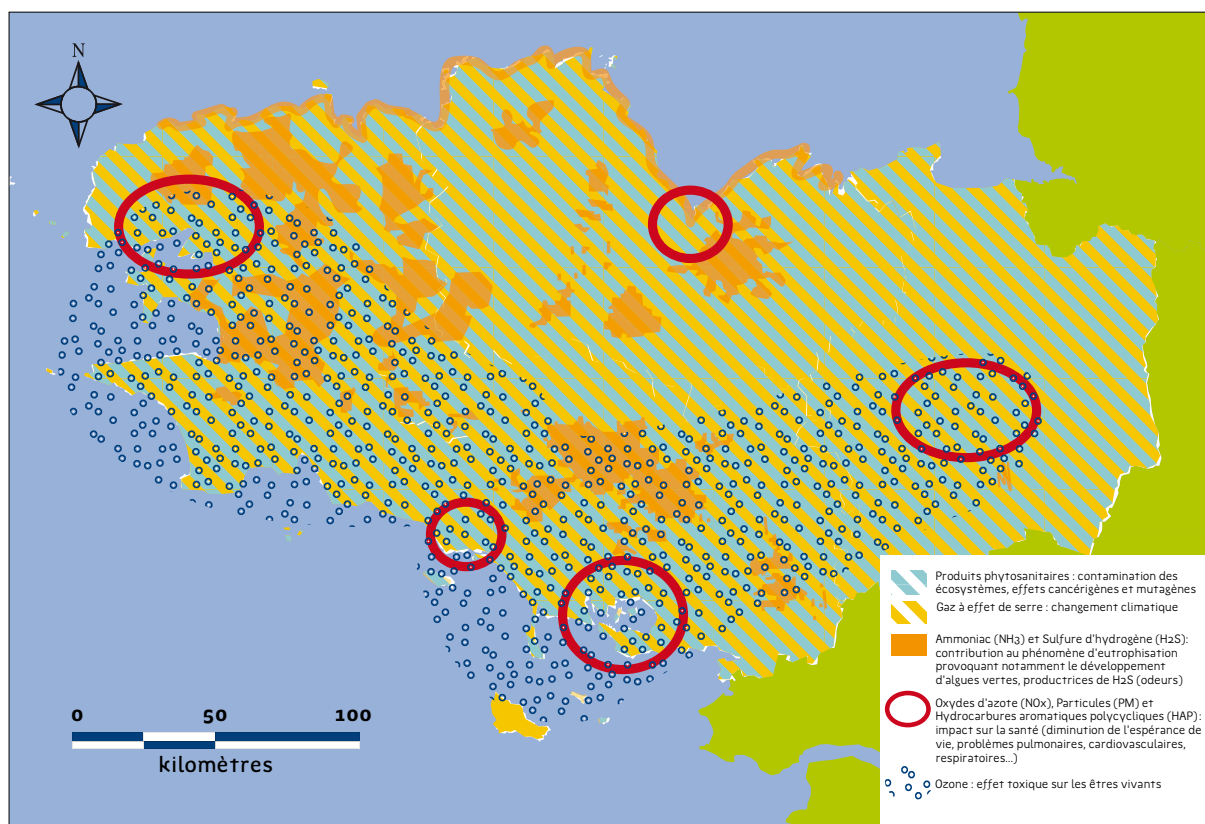 N
0 50 100
kilomètres
Produits phytosanitaires : contamination des
écosystèmes, effets cancérigènes et mutagènes
Gaz à effet de serre : changement climatique
Ammoniac (NH3) et Sulfure d'hydrogène (H2S):
contribution au phénomène d'eutrophisation
provoquant notamment le développement
d'algues vertes, productrices de H2S (odeurs)
Oxydes d'azote (NOx), Particules (PM) et
Hydrocarbures aromatiques polycycliques (HAP) :
impact sur la santé (diminution de l'espérance de
vie, problèmes pulmonaires, cardiovasculaires,
respiratoires...)
Ozone : effet toxique sur les êtres vivants